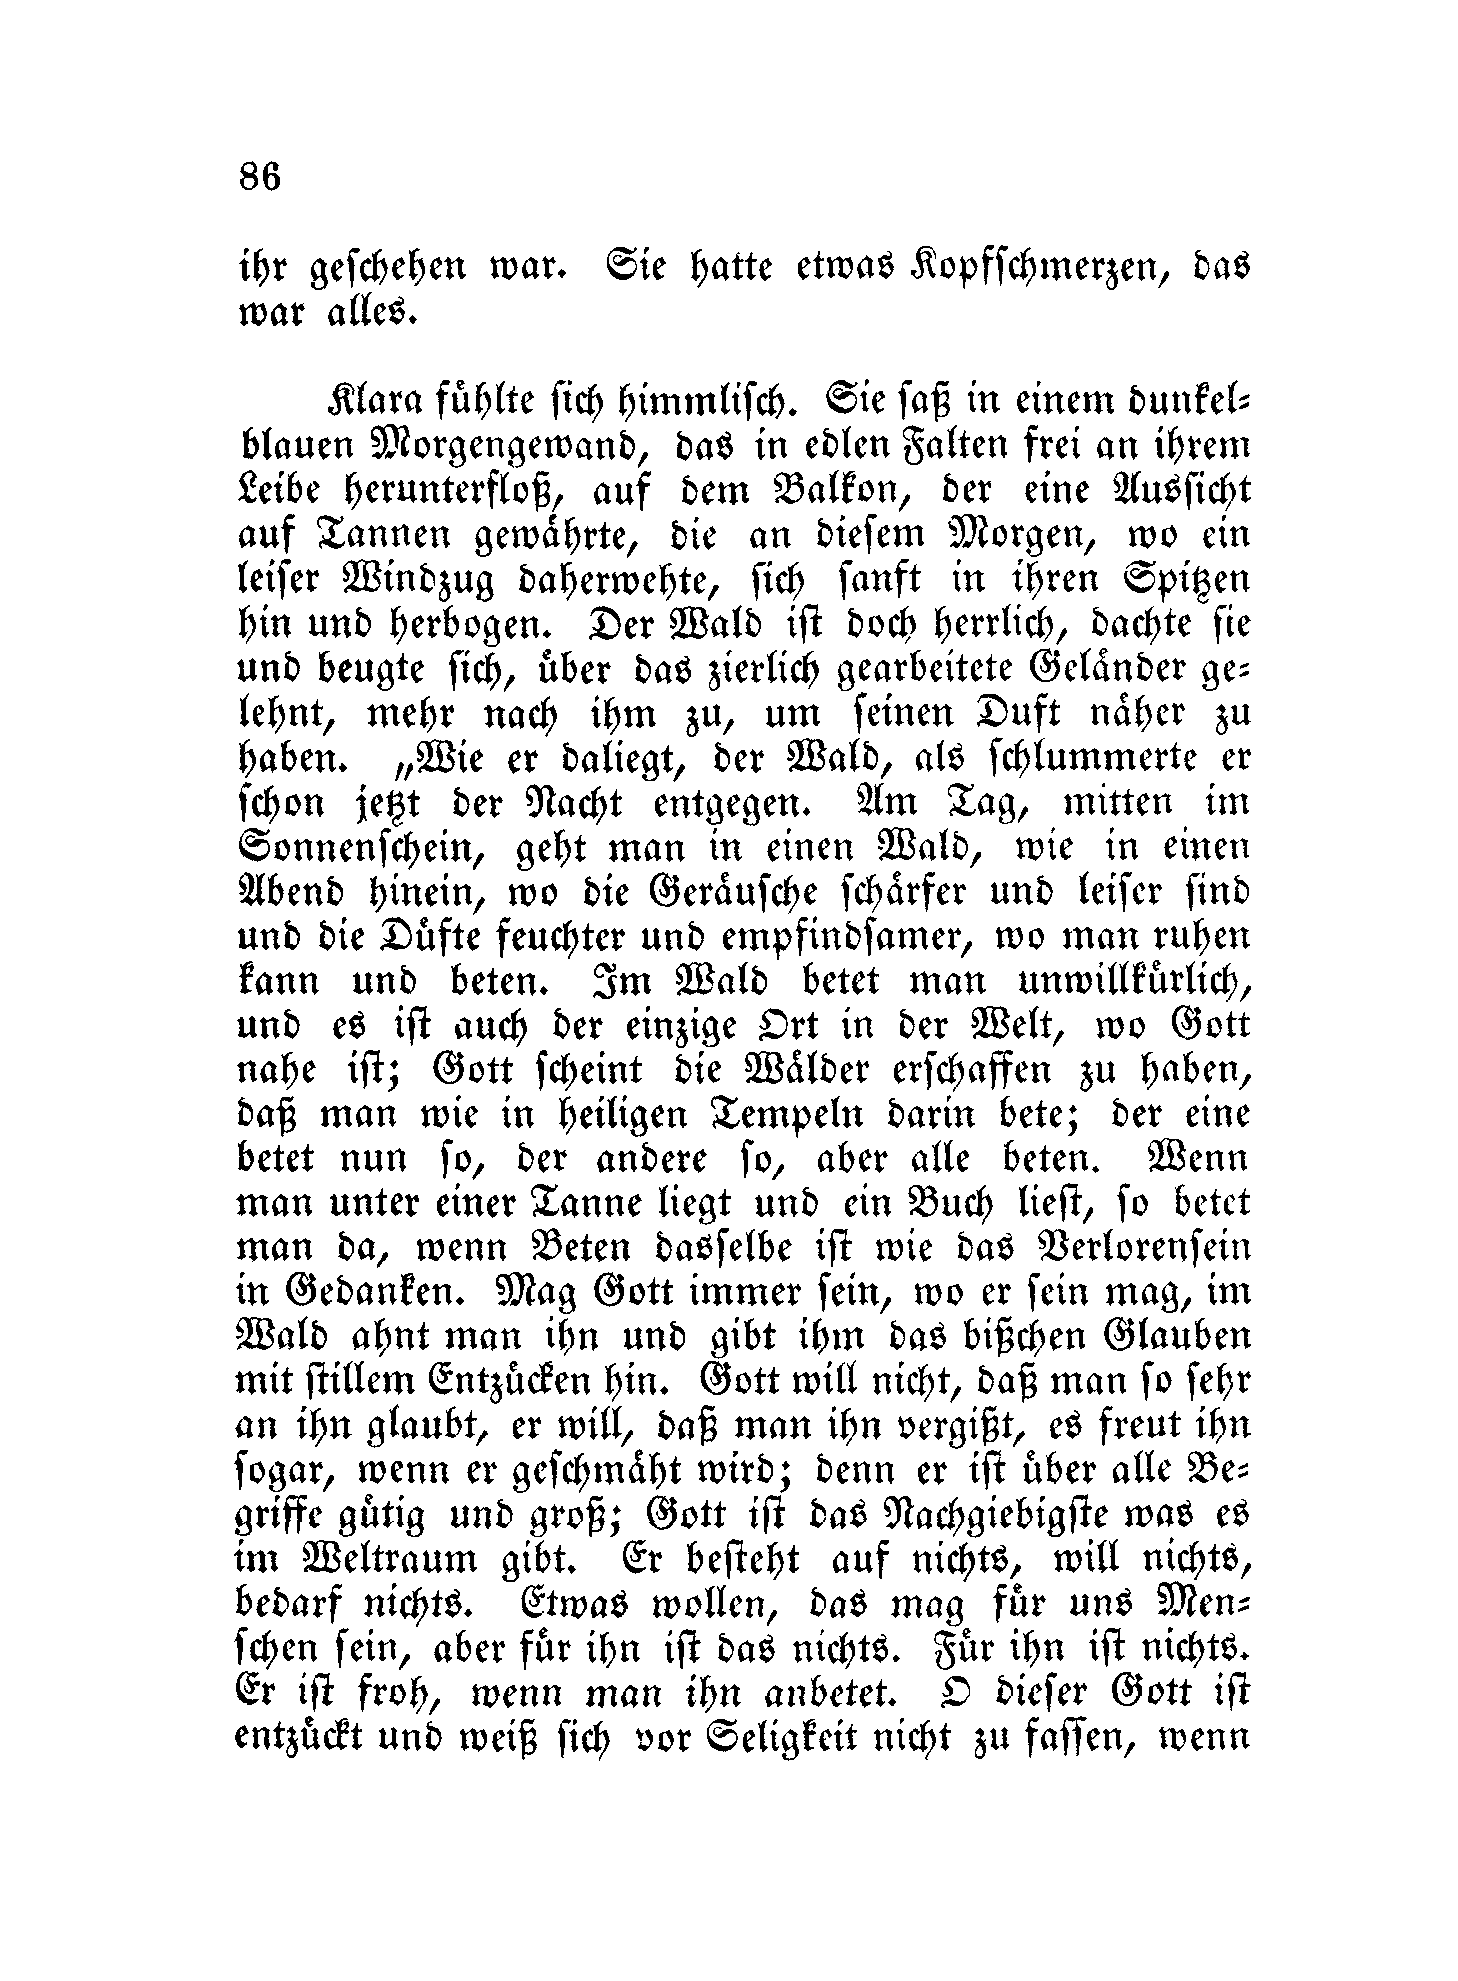 86
ihr geschehen war. Sie hatte etwas Kopfschmerzen, das
war alles.
Klara fühlte sich himmlisch. Sie saß in einem dunkel-
blauen Morgengewand, das in edlen Falten frei an ihrem
Leibe herunterfloß, auf dem Balkon, der eine Aussicht
auf Tannen gewährte, die an diesem Morgen, wo ein
leiser Windzug daherwehte, sich sanft in ihren Spitzen
hin und herbogen. Der Wald ist doch herrlich, dachte sie
und beugte sich, über das zierlich gearbeitete Geländer ge-
lehnt, mehr nach ihm zu, um seinen Duft näher zu
haben. „Wie er daliegt, der Wald, als schlummerte er
schon jetzt der Nacht entgegen. Am Tag, mitten im
Sonnenschein, geht man in einen Wald, wie in einen
Abend hinein, wo die Geräusche schärfer und leiser sind
und die Düfte feuchter und empfindsamer, wo man ruhen
kann und beten. Im Wald betet man unwillkürlich,
und es ist auch der einzige Ort in der Welt, wo Gott
nahe ist; Gott scheint die Wälder erschaffen zu haben,
daß man wie in heiligen Tempeln darin bete; der eine
betet nun so, der andere so, aber alle beten. Wenn
man unter einer Tanne liegt und ein Buch liest, so betet
man da, wenn Beten dasselbe ist wie das Verlorensein
in Gedanken. Mag Gott immer sein, wo er sein mag, im
Wald ahnt man ihn und gibt ihm das bißchen Glauben
mit stillem Entzücken hin. Gott will nicht, daß man so sehr
an ihn glaubt, er will, daß man ihn vergißt, es freut ihn
sogar, wenn er geschmäht wird; denn er ist über alle Be-
griffe gütig und groß; Gott ist das Nachgiebigste was es
im Weltraum gibt. Er besteht auf nichts, will nichts,
bedarf nichts. Etwas wollen, das mag für uns Men-
schen sein, aber für ihn ist das nichts. Für ihn ist nichts.
Er ist froh, wenn man ihn anbetet. O dieser Gott ist
entzückt und weiß sich vor Seligkeit nicht zu fassen, wenn